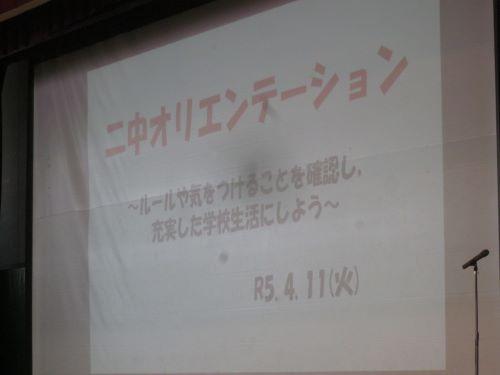 二中オリエンテーション
～ルールや気をつけることを確認し,
充実した学校生活にしよう～
R5.4.11(火)